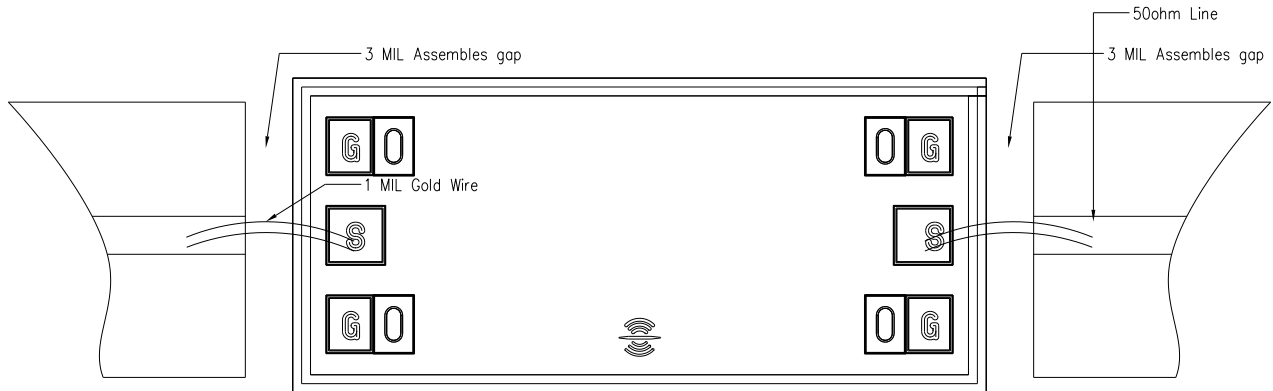 50ohm Line
3 MIL Assembles gap
3 MIL Assembles gap
G
G
1 MIL Gold Wire
S
S
G
G